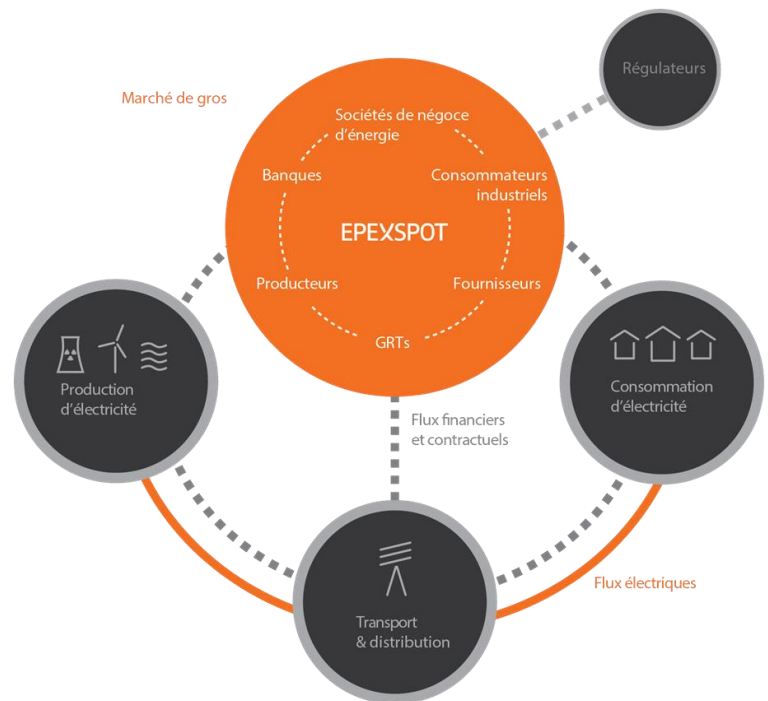 Régulateurs
Marché de gros
Sociétés de négoce
d'énergie
Banques
Consommateurs
industriels
EPEXSPOT
Producteurs
Fournisseurs
GRTs
Production
d'électricité
Consommation
d'électricité
Flux financiers
et contractuels
Flux électriques
Transport
& distribution